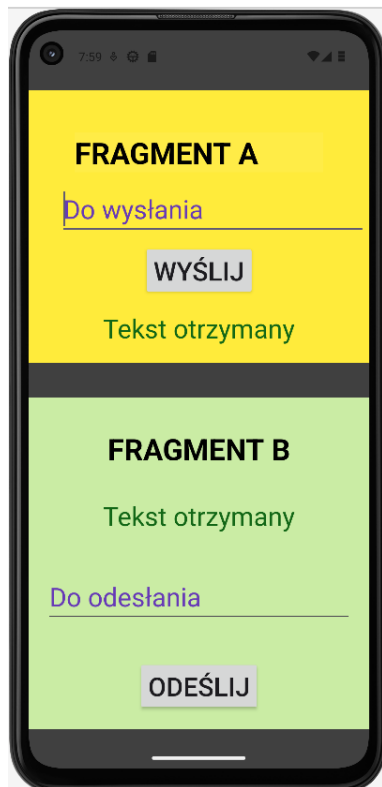 7:59
FRAGMENT A
Do wysłania
WYŚLIJ
Tekst otrzymany
FRAGMENT B
Tekst otrzymany
Do odesłania
ODEŚLIJ